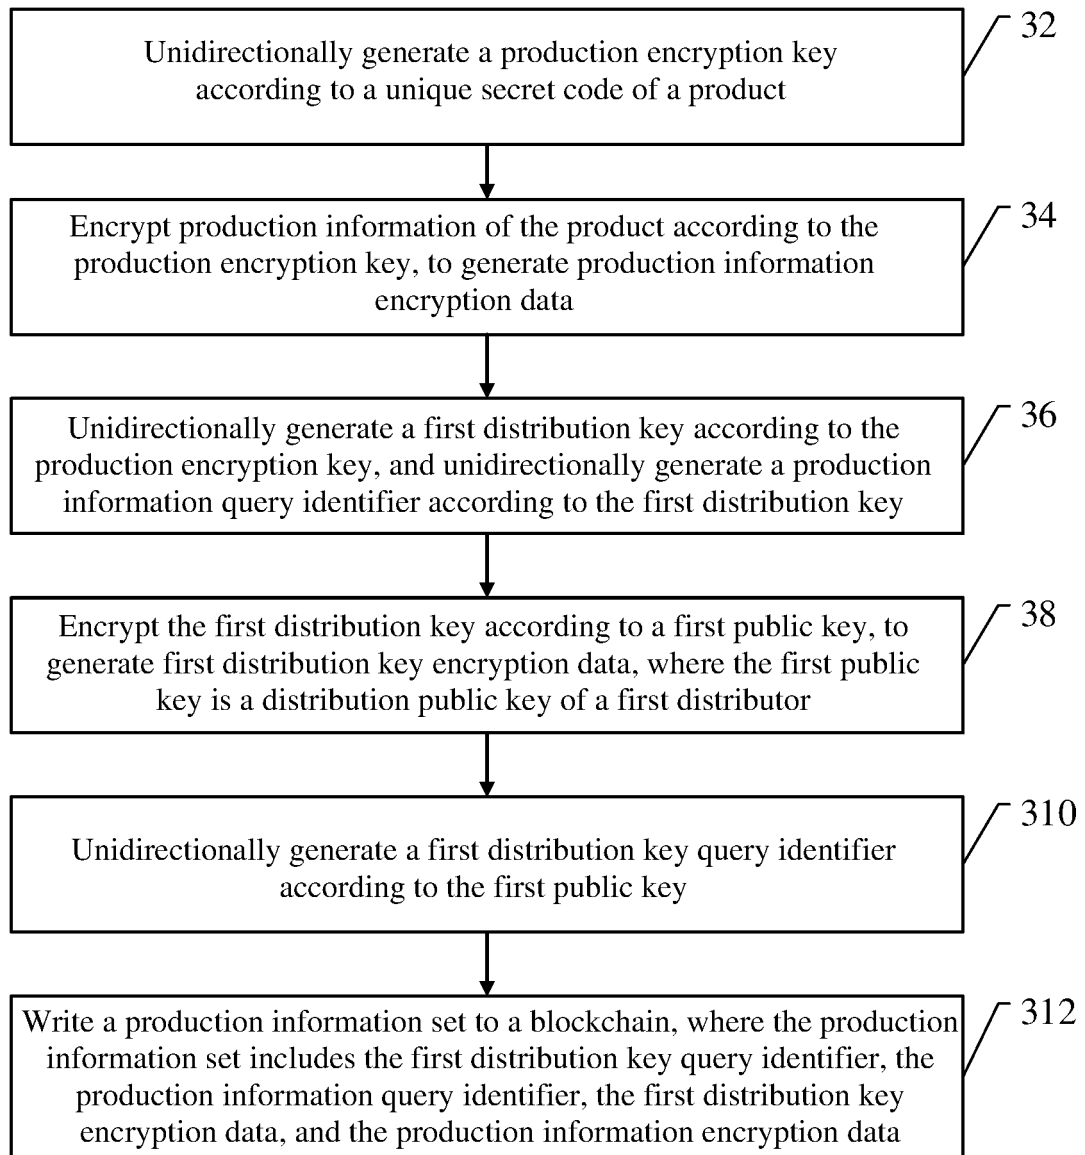 Unidirectionally generate a production encryption key
according to a unique secret code of a product
32
Encrypt production information of the product according to the
production encryption key, to generate production information
encryption data
34
Unidirectionally generate a first distribution key according to the
production encryption key, and unidirectionally generate a production
information query identifier according to the first distribution key
36
Encrypt the first distribution key according to a first public key, to
generate first distribution key encryption data, where the first public
key is a distribution public key of a first distributor
38
Unidirectionally generate a first distribution key query identifier
according to the first public key
310
Write a production information set to a blockchain, where the production
information set includes the first distribution key query identifier, the
production information query identifier, the first distribution key
encryption data, and the production information encryption data
312